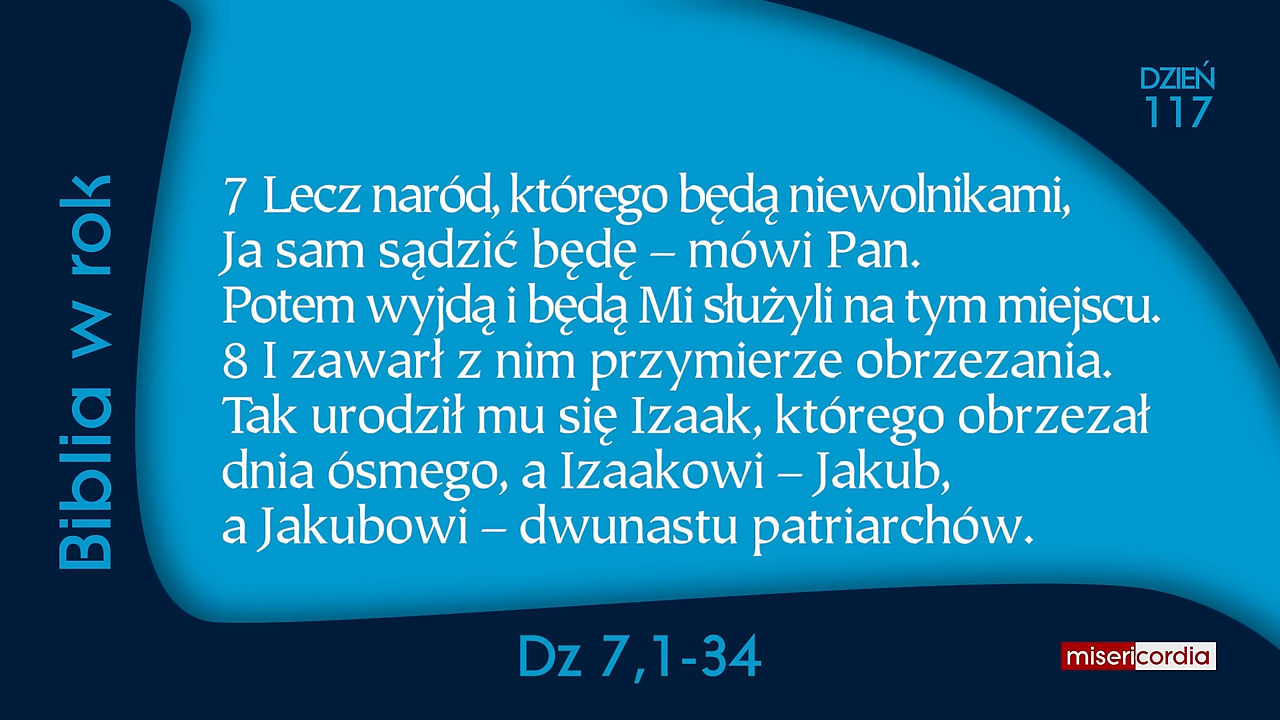 DZIEŃ
117
Biblia w rok
7 Lecz naród, którego będą niewolnikami,
Ja sam sądzić będę – mówi Pan.
Potem wyjdą i będą Mi służyli na tym miejscu.
8 I zawarł z nim przymierze obrzezania.
Tak urodził mu się Izaak, którego obrzezał
dnia ósmego, a Izaakowi – Jakub,
a Jakubowi – dwunastu patriarchów.
Dz 7,1-34
misericordia